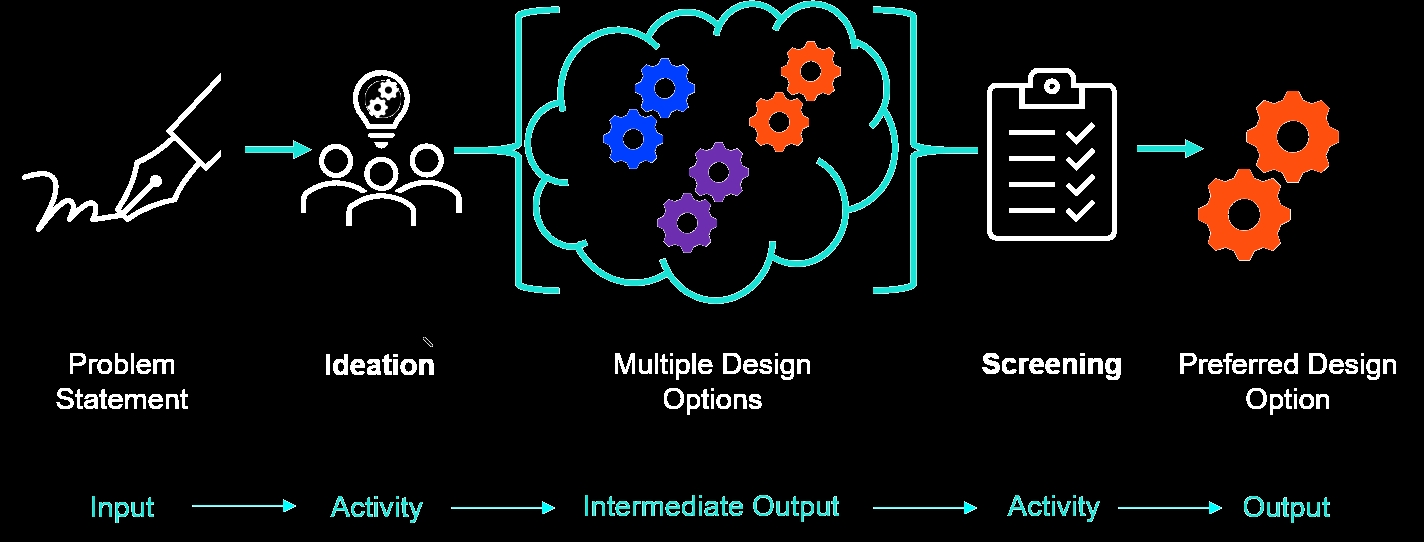 Problem
Statement
Ideation
Multiple Design
Options
Screening
Preferred Design
Option
Input
Activity
Intermediate Output
Activity
Output